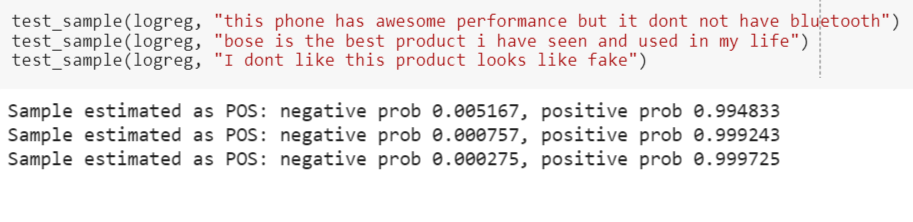 test_sample(logreg, "this phone has awesome performance but it dont not have bluetooth")
test_sample(logreg, "bose is the best product i have seen and used in my life")
test_sample(logreg, "I dont like this product looks like fake")
Sample estimated as POS: negative prob 0.005167, positive prob 0.994833
Sample estimated as POS: negative prob 0.000757, positive prob 0.999243
Sample estimated as POS: negative prob 0.000275, positive prob 0.999725